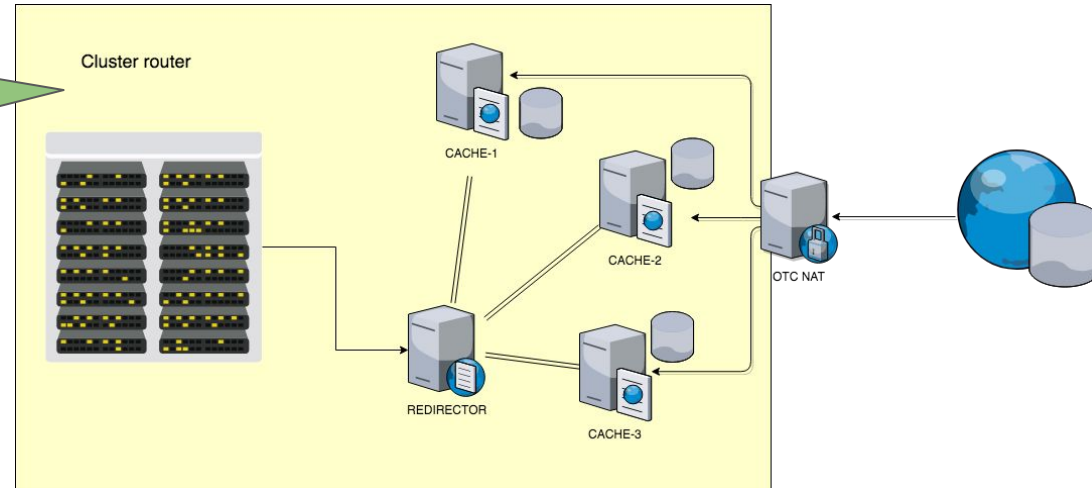 Cluster router
CACHE-1
CACHE-2
OTC NAT
REDIRECTOR
CACHE-3